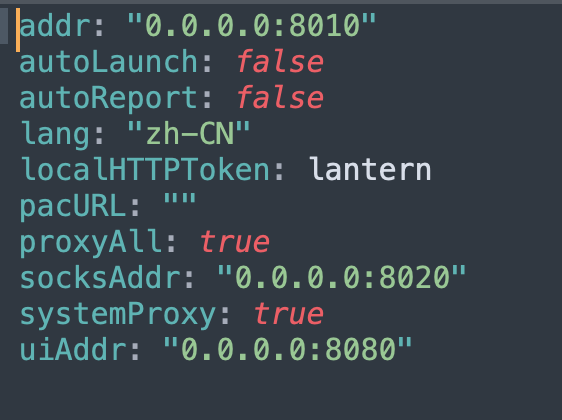 addr: "0.0.0.0:8010"
autoLaunch: false
autoReport: false
lang: "zh-CN"
localHTTPToken: lantern
pacURL: ""
proxyAll: true
socksAddr: "0.0.0.0:8020"
systemProxy: true
uiAddr: "0.0.0.0:8080"